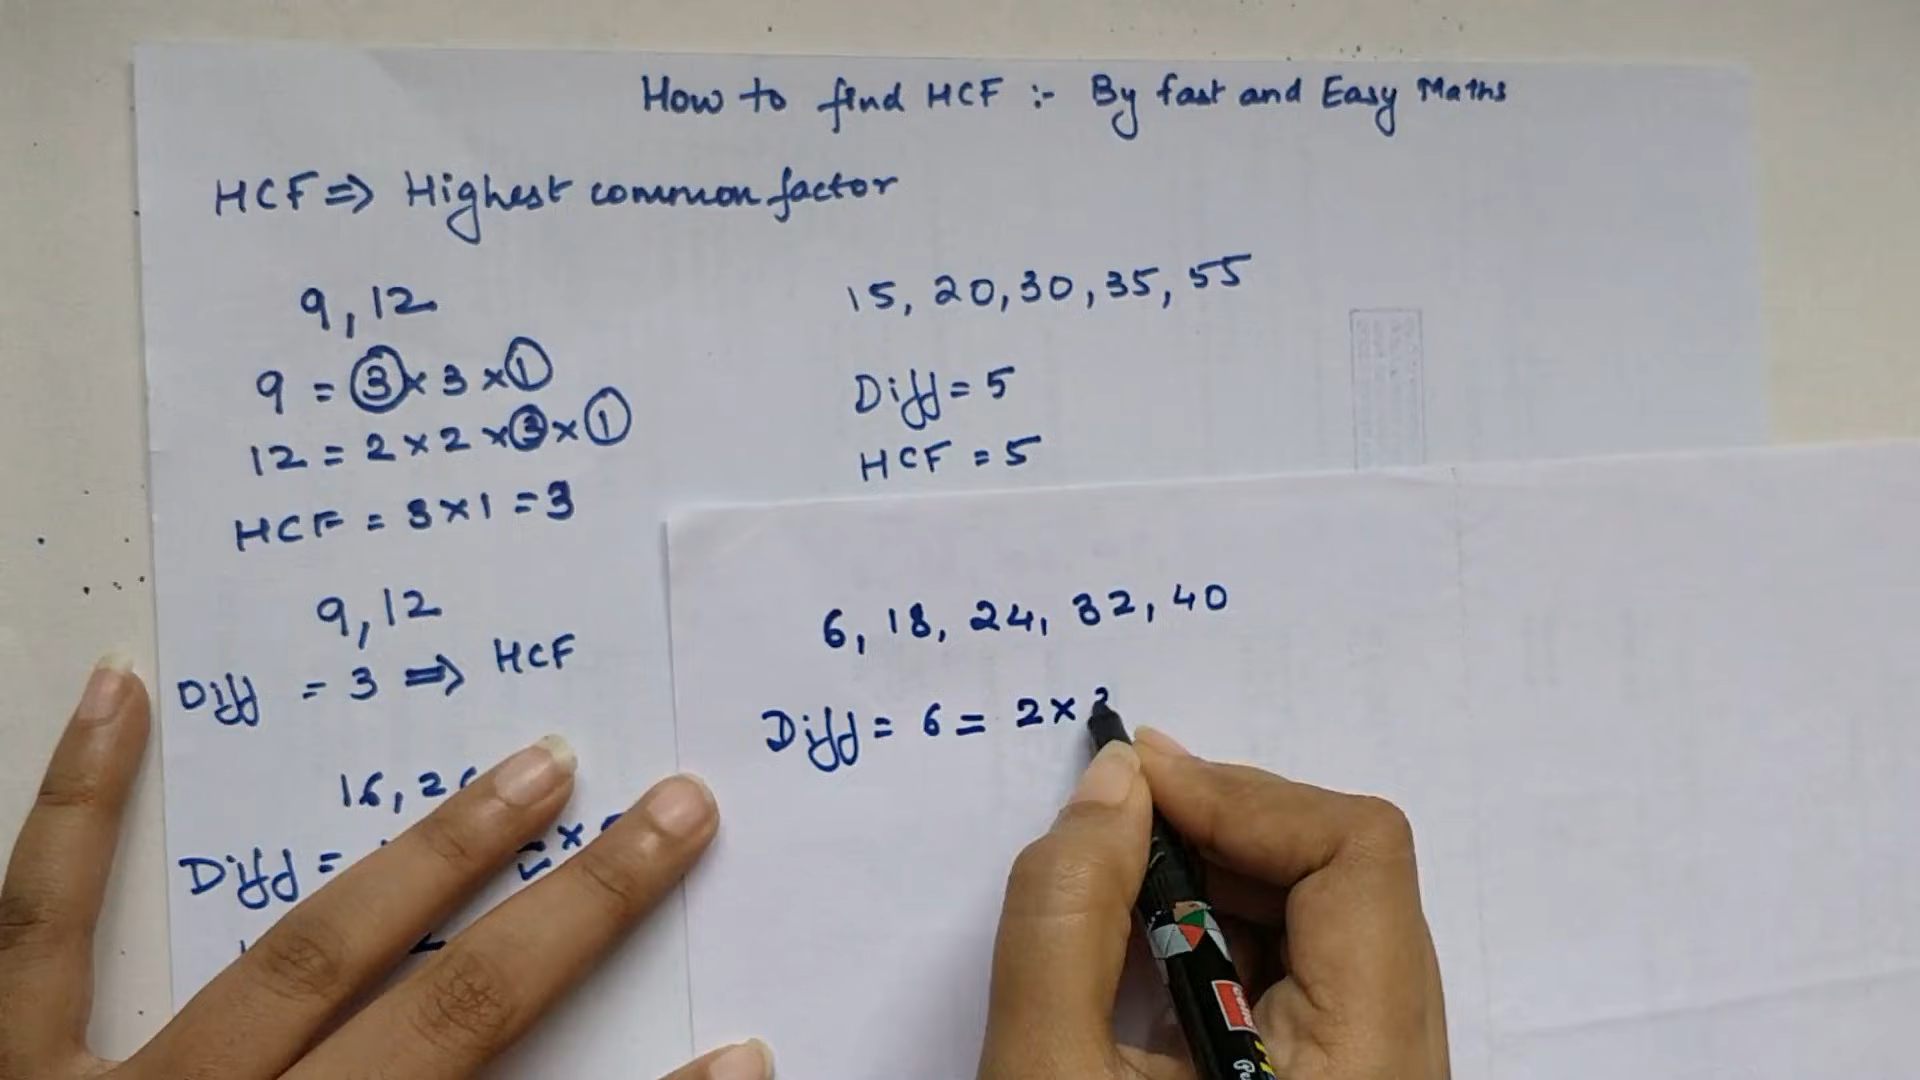 How to find HCF :- By fast and Easy Maths
HCF => Highest common factor
9, 12
9 = 3 × 3 × 1
12 = 2 × 2 × 3 × 1
HCF = 3 × 1 = 3
9, 12
Diff = 3 => HCF
16, 2
Diff =
15, 20, 30, 35, 55
Diff = 5
HCF = 5
6, 18, 24, 32, 40
Diff = 6 = 2 ×